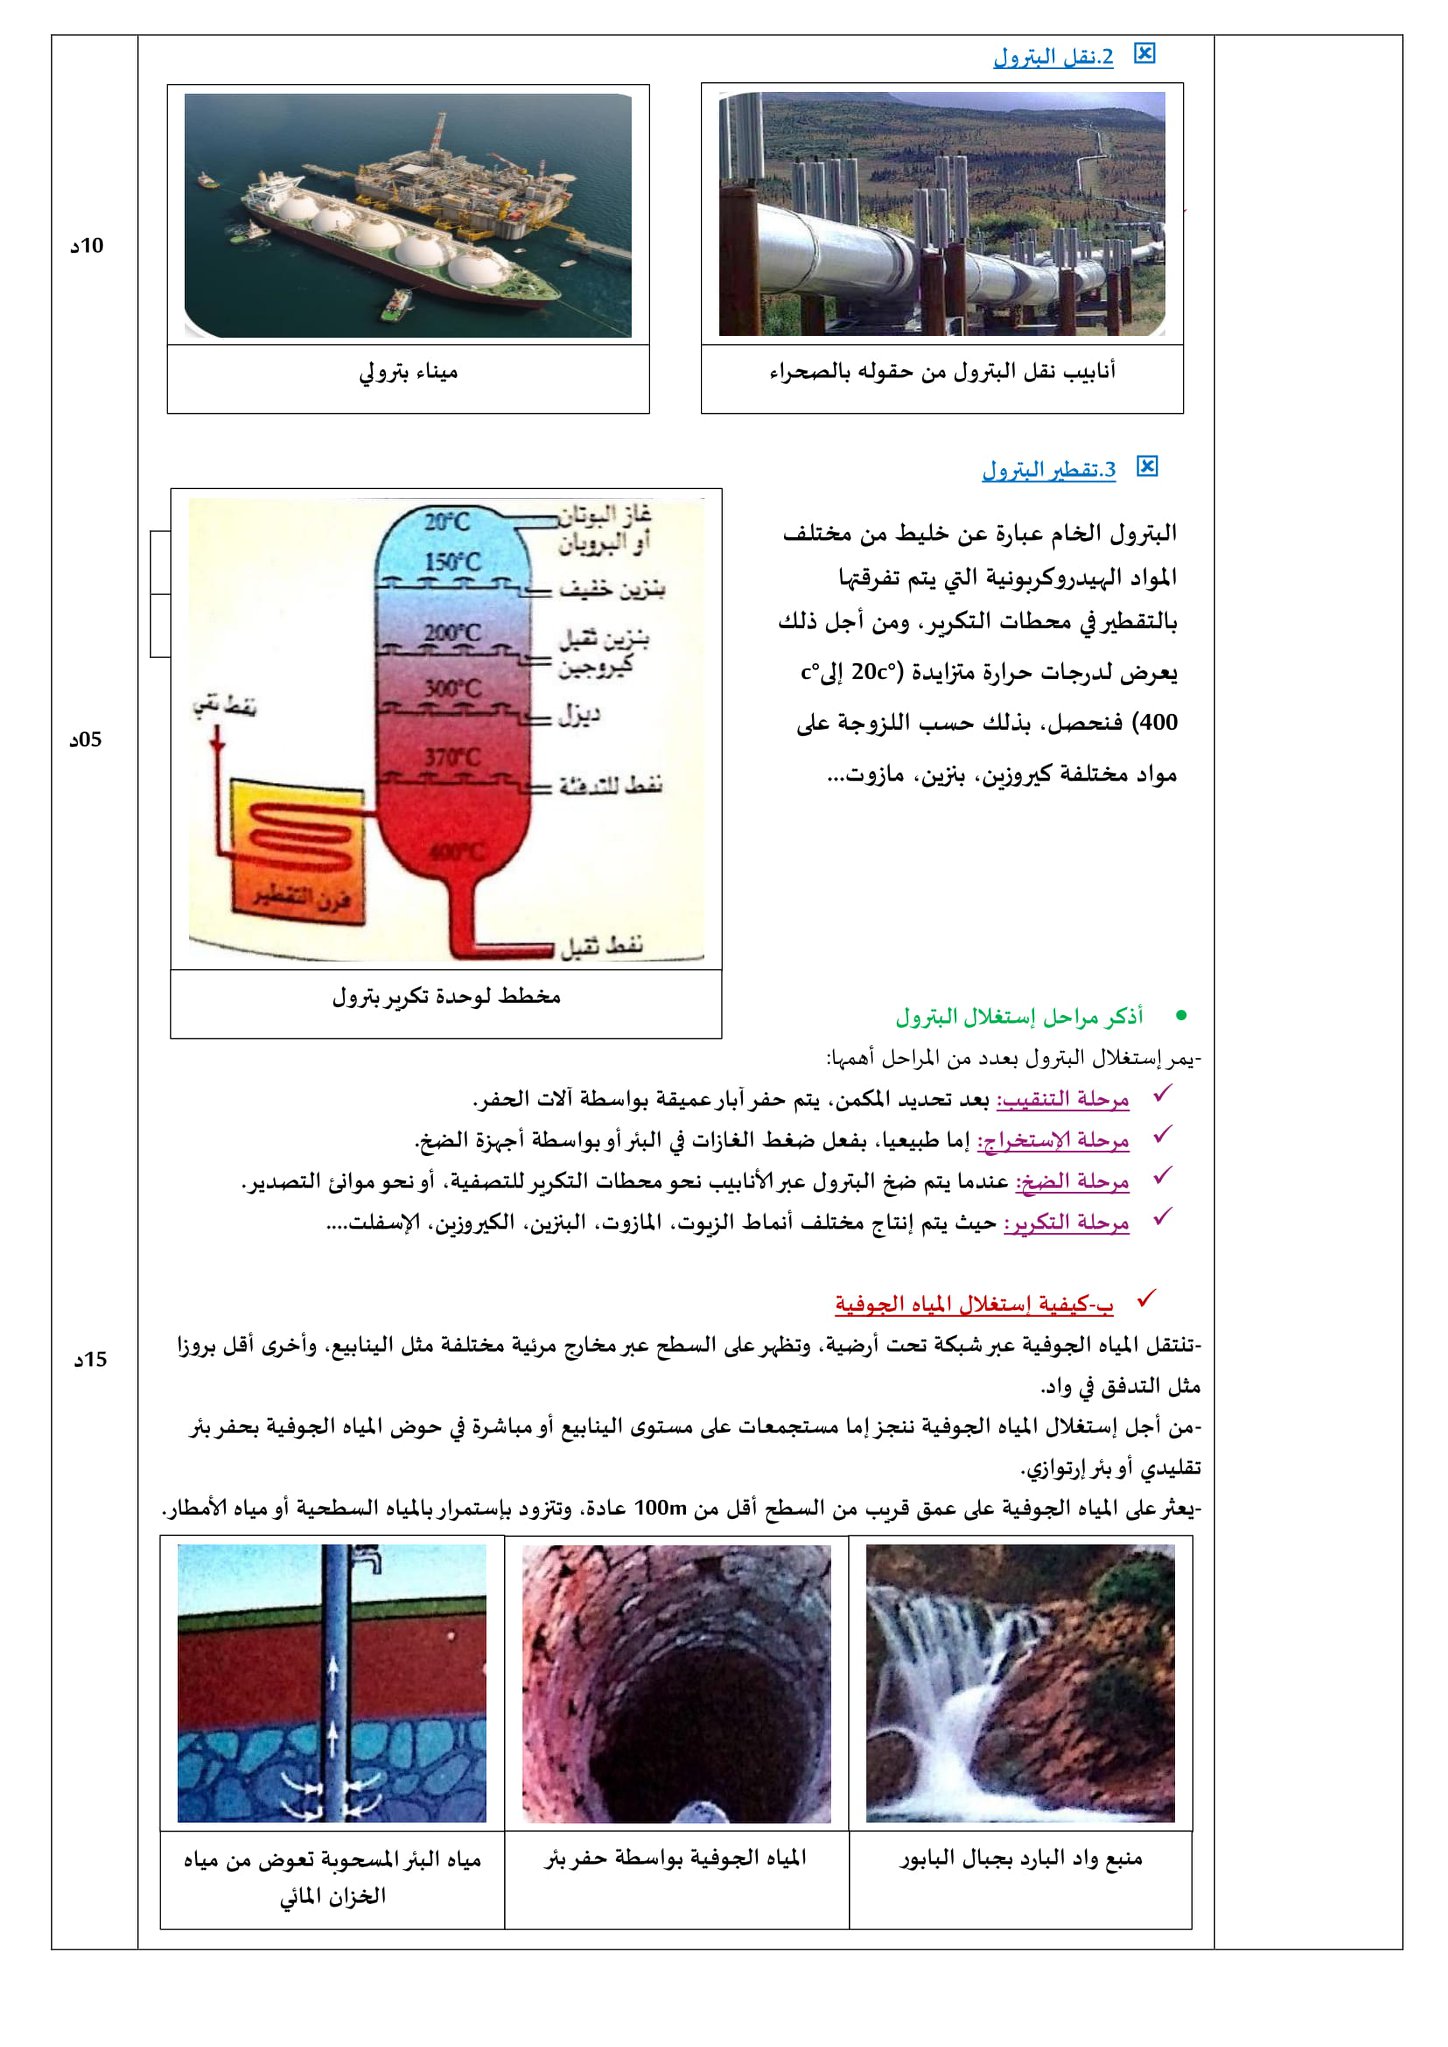 2.نقل البترول
10د
أنابيب نقل البترول من حقوله بالصحراء
ميناء بترولي
3.تقطير البترول
البترول الخام عبارة عن خليط من مختلف
المواد الهيدروكربونية التي يتم تفرقتها
بالتقطير في محطات التكرير، ومن أجل ذلك
يعرض لدرجات حرارة متزايدة (20c° إلى c°
400) فنحصل، بذلك حسب اللزوجة على
مواد مختلفة كيروزين، بنزين، مازوت...
05د
20°C
غاز البوتان
أو البروبان
150°C
بنزين خفيف
200°C
بنزين ثقيل
كيروجين
300°C
ديزل
370°C
نفط للتدفئة
400°C
نفط نقي
فرن التقطير
نفط ثقيل
مخطط لوحدة تكرير بترول
أذكر مراحل إستغلال البترول
-يمر إستغلال البترول بعدد من المراحل أهمها:
مرحلة التنقيب: بعد تحديد المكمن، يتم حفر آبار عميقة بواسطة آلات الحفر.
مرحلة الإستخراج: إما طبيعيا، بفعل ضغط الغازات في البئر أو بواسطة أجهزة الضخ.
مرحلة الضخ: عندما يتم ضخ البترول عبر الأنابيب نحو محطات التكرير للتصفية، أو نحو موانئ التصدير.
مرحلة التكرير: حيث يتم إنتاج مختلف أنماط الزيوت، المازوت، البنزين، الكيروزين، الإسفلت....
ب-كيفية إستغلال المياه الجوفية
15د
-تنتقل المياه الجوفية عبر شبكة تحت أرضية، وتظهر على السطح عبر مخارج مرئية مختلفة مثل الينابيع، وأخرى أقل بروزا
مثل التدفق في واد.
-من أجل إستغلال المياه الجوفية ننجز إما مستجمعات على مستوى الينابيع أو مباشرة في حوض المياه الجوفية بحفر بئر
تقليدي أو بئر إرتوازي.
-يعثر على المياه الجوفية على عمق قريب من السطح أقل من 100m عادة، وتتزود بإستمرار بالمياه السطحية أو مياه الأمطار.
منبع واد البارد بجبال البابور
المياه الجوفية بواسطة حفر بئر
مياه البئر المسحوبة تعوض من مياه
الخزان المائي